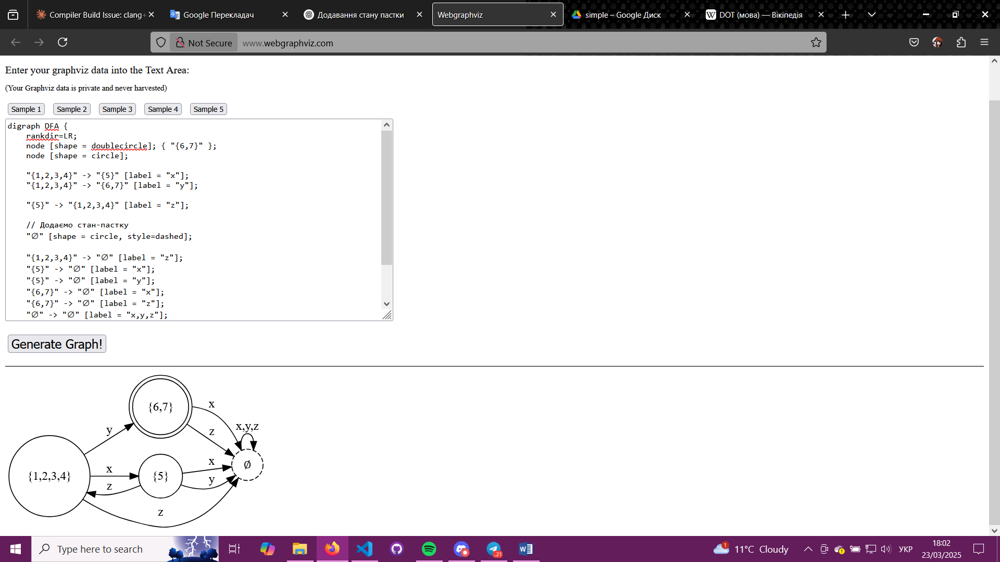 Compiler Build Issue: clang+
Google Перекладач
Додавання стану пастки
Webgraphviz
simple – Google Диск
W DOT (мова) — Вікіпедія
Not Secure www.webgraphviz.com
Enter your graphviz data into the Text Area:
(Your Graphviz data is private and never harvested)
Sample 1 Sample 2 Sample 3 Sample 4 Sample 5
digraph DFA {
rankdir=LR;
node [shape = doublecircle]; { "{6,7}" };
node [shape = circle];
"{1,2,3,4}" -> "{5}" [label = "x"];
"{1,2,3,4}" -> "{6,7}" [label = "y"];
"{5}" -> "{1,2,3,4}" [label = "z"];
// Додаємо стан-пастку
"∅" [shape = circle, style=dashed];
"{1,2,3,4}" -> "∅" [label = "z"];
"{5}" -> "∅" [label = "x"];
"{5}" -> "∅" [label = "y"];
"{6,7}" -> "∅" [label = "x"];
"{6,7}" -> "∅" [label = "z"];
"∅" -> "∅" [label = "x,y,z"];
Generate Graph!
{6,7}
x
x,y,z
y
z
x
x
∅
{1,2,3,4}
{5}
z
y
z
Type here to search
21
1
11°C Cloudy
УКР
18:02
23/03/2025